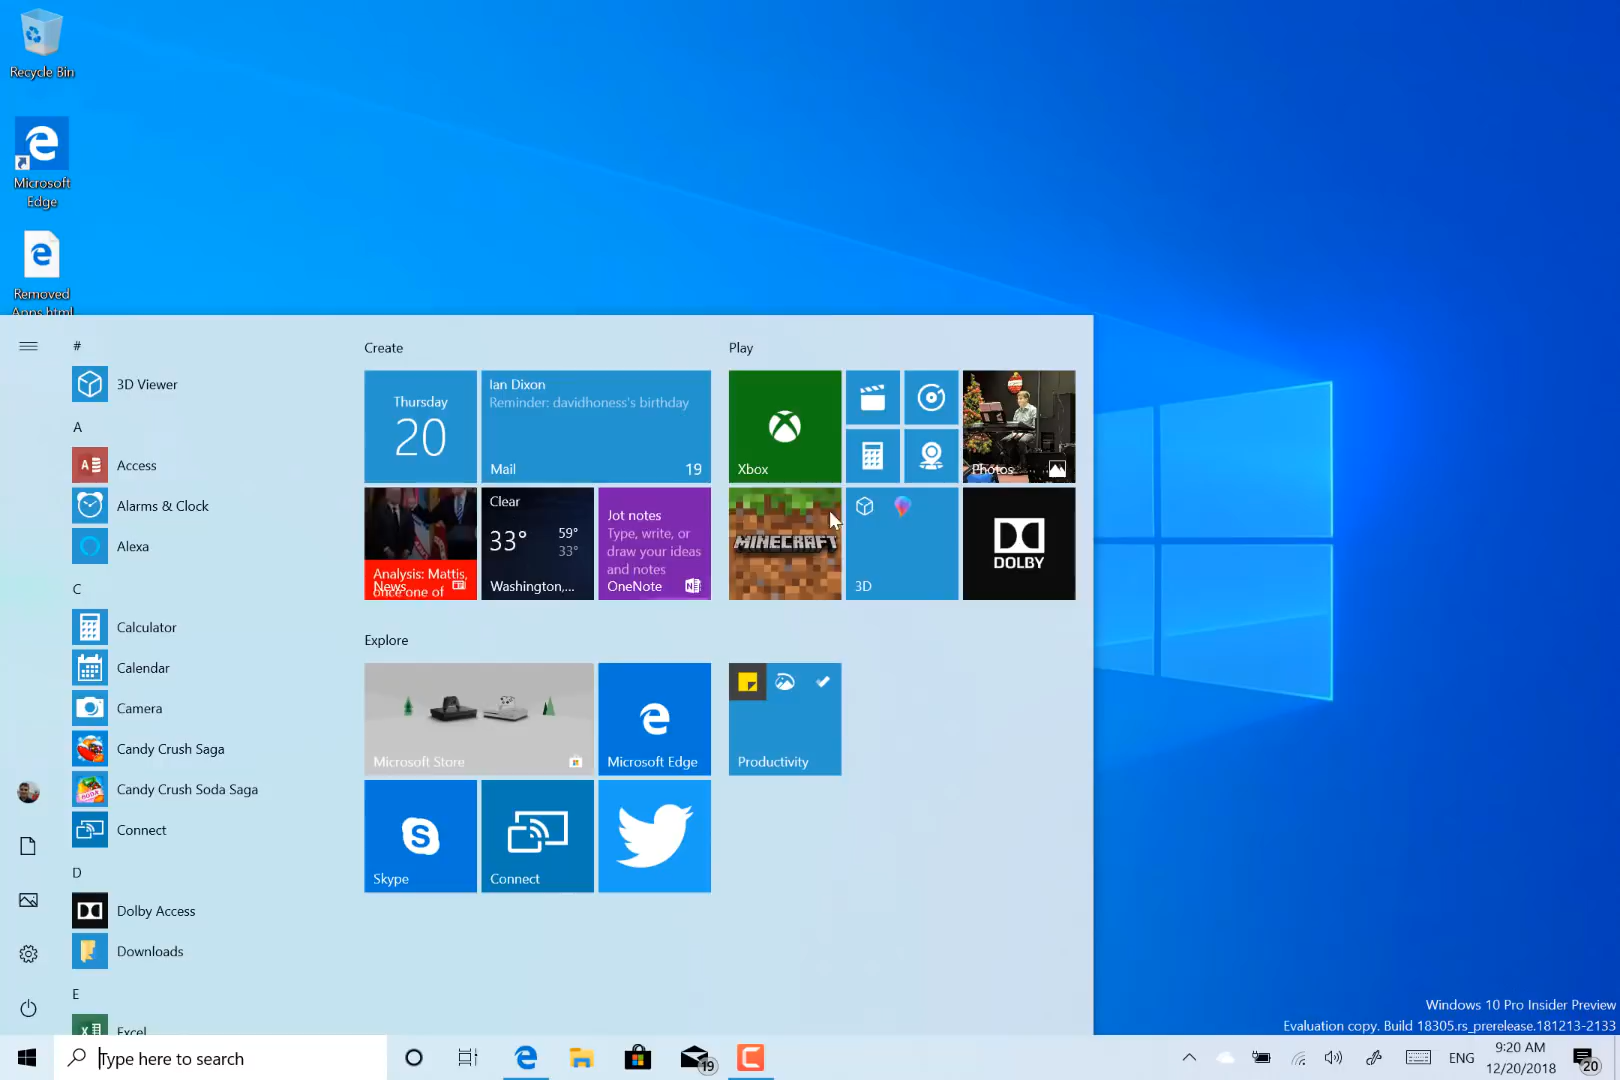 Recycle Bin
Microsoft
Edge
Removed
Apps.html
#
3D Viewer
A
Access
Alarms & Clock
Alexa
C
Calculator
Calendar
Camera
Candy Crush Saga
Candy Crush Soda Saga
Connect
D
Dolby Access
Downloads
E
Excel
Create
Thursday
20
Ian Dixon
Reminder: davidhoness's birthday
Mail
19
Analysis: Mattis,
News
once one of
Clear
33°
59°
33°
Washington,...
Jot notes
Type, write, or
draw your ideas
and notes
OneNote
Play
Xbox
Photos
MINECRAFT
3D
DOLBY
Explore
Microsoft Store
Microsoft Edge
Productivity
Skype
Connect
Windows 10 Pro Insider Preview
Evaluation copy. Build 18305.rs_prerelease.181213-2133
Type here to search
19
ENG
9:20 AM
12/20/2018
20